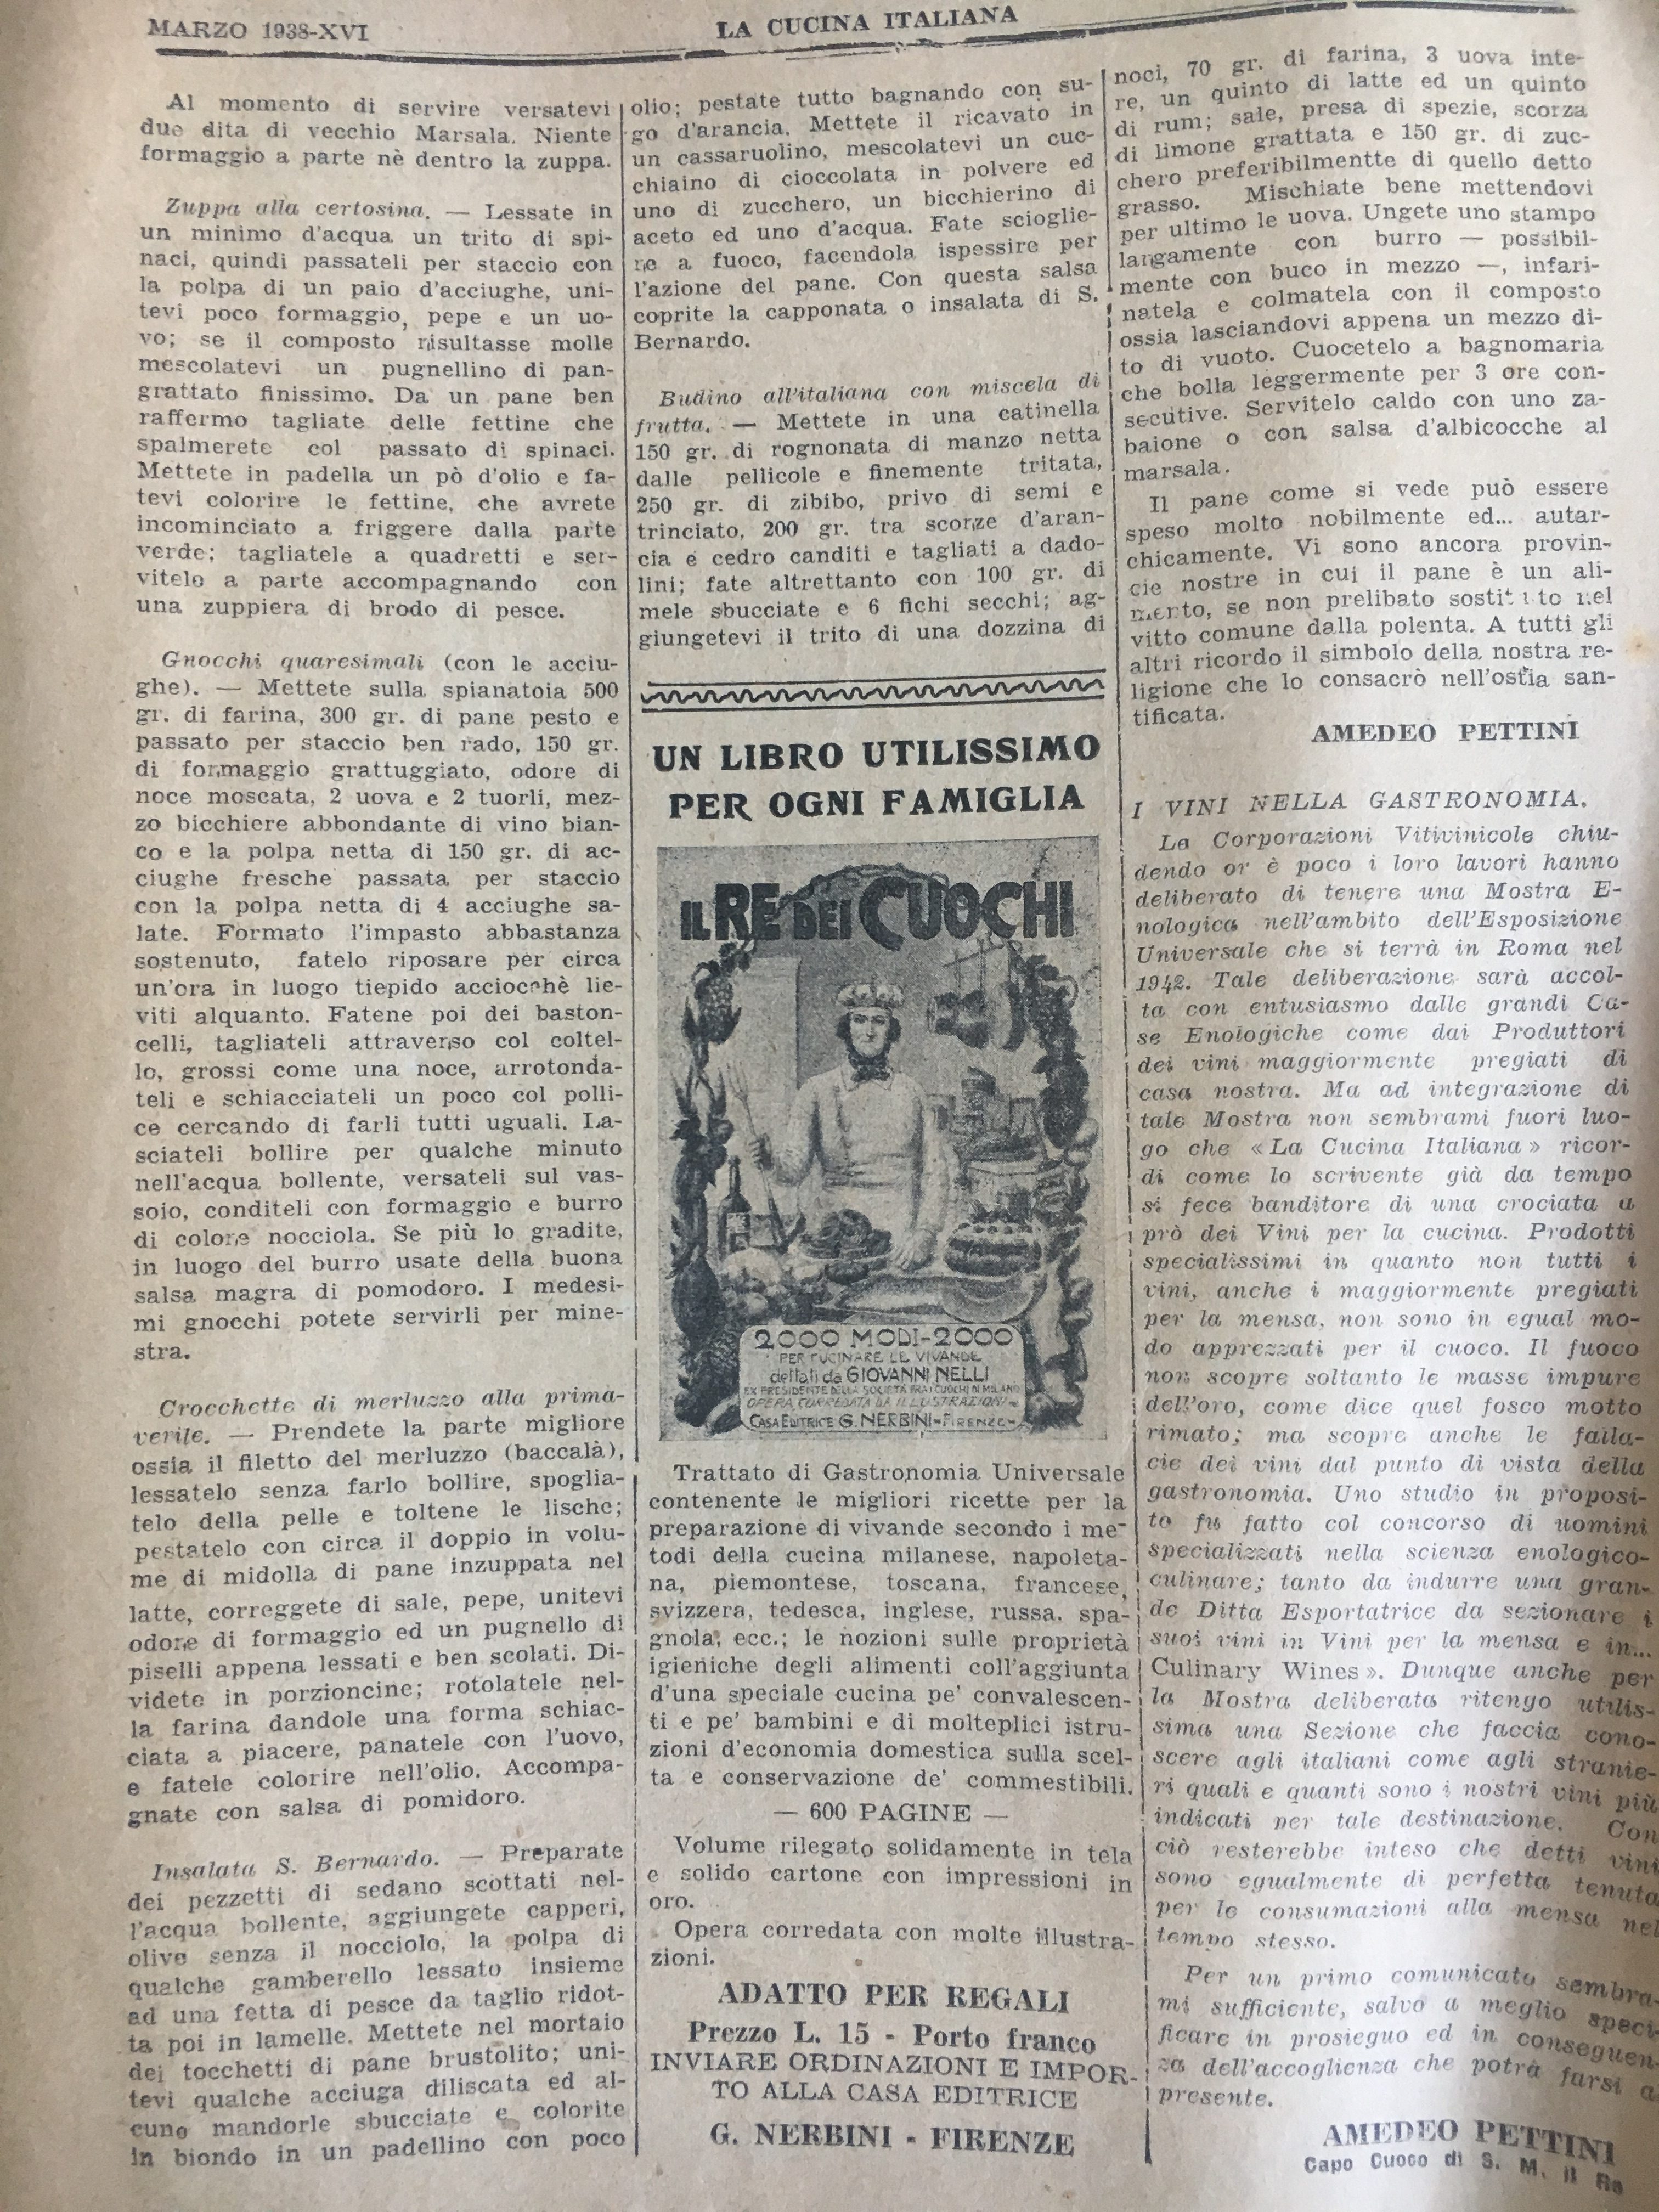 MARZO 1938-XVI
LA CUCINA ITALIANA
Al momento di servire versatevi
due dita di vecchio Marsala. Niente
formaggio a parte nè dentro la zuppa.
Zuppa alla certosina. — Lessate in
un minimo d'acqua un trito di spi-
naci, quindi passateli per staccio con
la polpa di un paio d'acciughe, uni-
tevi poco formaggio, pepe e un uo-
vo; se il composto risultasse molle
mescolatevi un pugnellino di pan-
grattato finissimo. Da un pane ben
raffermo tagliate delle fettine che
spalmerete col passato di spinaci.
Mettete in padella un pò d'olio e fa-
tevi colorire le fettine, che avrete
incominciato a friggere dalla parte
verde; tagliatele a quadretti e ser-
vitelo a parte accompagnando con
una zuppiera di brodo di pesce.
Gnocchi quaresimali (con le acciu-
ghe). — Mettete sulla spianatoia 500
gr. di farina, 300 gr. di pane pesto e
passato per staccio ben rado, 150 gr.
di formaggio grattuggiato, odore di
noce moscata, 2 uova e 2 tuorli, mez-
zo bicchiere abbondante di vino bian-
co e la polpa netta di 150 gr. di ac-
ciughe fresche passata per staccio
con la polpa netta di 4 acciughe sa-
late. Formato l'impasto abbastanza
sostenuto, fatelo riposare per circa
un'ora in luogo tiepido acciocchè lie-
viti alquanto. Fatene poi dei baston-
celli, tagliateli attraverso col coltel-
lo, grossi come una noce, arrotonda-
teli e schiacciateli un poco col polli-
ce cercando di farli tutti uguali. La-
sciateli bollire per qualche minuto
nell'acqua bollente, versateli sul vas-
soio, conditeli con formaggio e burro
di colore nocciola. Se più lo gradite,
in luogo del burro usate della buona
salsa magra di pomodoro. I medesi-
mi gnocchi potete servirli per mine-
stra.
Crocchette di merluzzo alla prima-
verile. — Prendete la parte migliore
ossia il filetto del merluzzo (baccalà),
lessatelo senza farlo bollire, spoglia-
telo della pelle e toltene le lische;
pestatelo con circa il doppio in volu-
me di midolla di pane inzuppata nel
latte, correggete di sale, pepe, unitevi
odore di formaggio ed un pugnello di
piselli appena lessati e ben scolati. Di-
videte in porzioncine; rotolatele nel-
la farina dandole una forma schiac-
ciata a piacere, panatele con l'uovo,
e fatele colorire nell'olio. Accompa-
gnate con salsa di pomidoro.
Insalata S. Bernardo. — Preparate
dei pezzetti di sedano scottati nel-
l'acqua bollente, aggiungete capperi,
olive senza il nocciolo, la polpa di
qualche gamberello lessato insieme
ad una fetta di pesce da taglio ridot-
ta poi in lamelle. Mettete nel mortaio
dei tocchetti di pane brustolito; uni-
tevi qualche acciuga diliscata ed al-
cune mandorle sbucciate e colorite
in biondo in un padellino con poco
olio; pestate tutto bagnando con su-
go d'arancia. Mettete il ricavato in
un cassaruolino, mescolatevi un cuc-
chiaino di cioccolata in polvere ed
uno di zucchero, un bicchierino di
aceto ed uno d'acqua. Fate scioglie-
re a fuoco, facendola ispessire per
l'azione del pane. Con questa salsa
coprite la capponata o insalata di S.
Bernardo.
Budino all'italiana con miscela di
frutta. — Mettete in una catinella
150 gr. di rognonata di manzo netta
dalle pellicole e finemente tritata,
250 gr. di zibibo, privo di semi e
trinciato, 200 gr. tra scorze d'aran-
cia e cedro canditi e tagliati a dado-
lini; fate altrettanto con 100 gr. di
mele sbucciate e 6 fichi secchi; ag-
giungetevi il trito di una dozzina di
UN LIBRO UTILISSIMO
PER OGNI FAMIGLIA
IL RE DEI CUOCHI
2000 MODI-2000
PER CUCINARE LE VIVANDE
dettati da GIOVANNI NELLI
EX PRESIDENTE DELLA SOCIETÀ FRA I CUOCHI IN MILANO
OPERA CORREDATA DA ILLUSTRAZIONI
CASA EDITRICE G. NERBINI-FIRENZE-
Trattato di Gastronomia Universale
contenente le migliori ricette per la
preparazione di vivande secondo i me-
todi della cucina milanese, napoleta-
na, piemontese, toscana, francese,
svizzera, tedesca, inglese, russa, spa-
gnola, ecc.; le nozioni sulle proprietà
igieniche degli alimenti coll'aggiunta
d'una speciale cucina pe' convalescen-
ti e pe' bambini e di molteplici istru-
zioni d'economia domestica sulla scel-
ta e conservazione de' commestibili.
— 600 PAGINE —
Volume rilegato solidamente in tela
e solido cartone con impressioni in
oro.
Opera corredata con molte illustra-
zioni.
ADATTO PER REGALI
Prezzo L. 15 - Porto franco
INVIARE ORDINAZIONI E IMPOR-
TO ALLA CASA EDITRICE
G. NERBINI - FIRENZE
noci, 70 gr. di farina, 3 uova inte-
re, un quinto di latte ed un quinto
di rum; sale, presa di spezie, scorza
di limone grattata e 150 gr. di zuc-
chero preferibilmentte di quello detto
grasso. Mischiate bene mettendovi
per ultimo le uova. Ungete uno stampo
largamente con burro — possibil-
mente con buco in mezzo —, infari-
natela e colmatela con il composto
ossia lasciandovi appena un mezzo di-
to di vuoto. Cuocetelo a bagnomaria
che bolla leggermente per 3 ore con-
secutive. Servitelo caldo con uno za-
baione o con salsa d'albicocche al
marsala.
Il pane come si vede può essere
speso molto nobilmente ed... autar-
chicamente. Vi sono ancora provin-
cie nostre in cui il pane è un ali-
mento, se non prelibato sostituito nel
vitto comune dalla polenta. A tutti gli
altri ricordo il simbolo della nostra re-
ligione che lo consacrò nell'ostia san-
tificata.
AMEDEO PETTINI
I VINI NELLA GASTRONOMIA.
Le Corporazioni Vitivinicole chiu-
dendo or è poco i loro lavori hanno
deliberato di tenere una Mostra E-
nologica nell'ambito dell'Esposizione
Universale che si terrà in Roma nel
1942. Tale deliberazione sarà accol-
ta con entusiasmo dalle grandi Ca-
se Enologiche come dai Produttori
dei vini maggiormente pregiati di
casa nostra. Ma ad integrazione di
tale Mostra non sembrami fuori luo-
go che «La Cucina Italiana» ricor-
di come lo scrivente già da tempo
si fece banditore di una crociata a
prò dei Vini per la cucina. Prodotti
specialissimi in quanto non tutti i
vini, anche i maggiormente pregiati
per la mensa, non sono in egual mo-
do apprezzati per il cuoco. Il fuoco
non scopre soltanto le masse impure
dell'oro, come dice quel fosco motto
rimato; ma scopre anche le falla-
cie dei vini dal punto di vista della
gastronomia. Uno studio in proposi-
to fu fatto col concorso di uomini
specializzati nella scienza enologico-
culinare; tanto da indurre una gran-
de Ditta Esportatrice da sezionare i
suoi vini in Vini per la mensa e in...
Culinary Wines». Dunque anche per
la Mostra deliberata ritengo utilis-
sima una Sezione che faccia cono-
scere agli italiani come agli stranie-
ri quali e quanti sono i nostri vini più
indicati per tale destinazione. Con
ciò resterebbe inteso che detti vini
sono egualmente di perfetta tenuta
per le consumazioni alla mensa nel
tempo stesso.
Per un primo comunicato sembra-
mi sufficiente, salvo a meglio speci-
ficare in prosieguo ed in conseguen-
za dell'accoglienza che potrà farsi al
presente.
AMEDEO PETTINI
Capo Cuoco di S. M. il Re